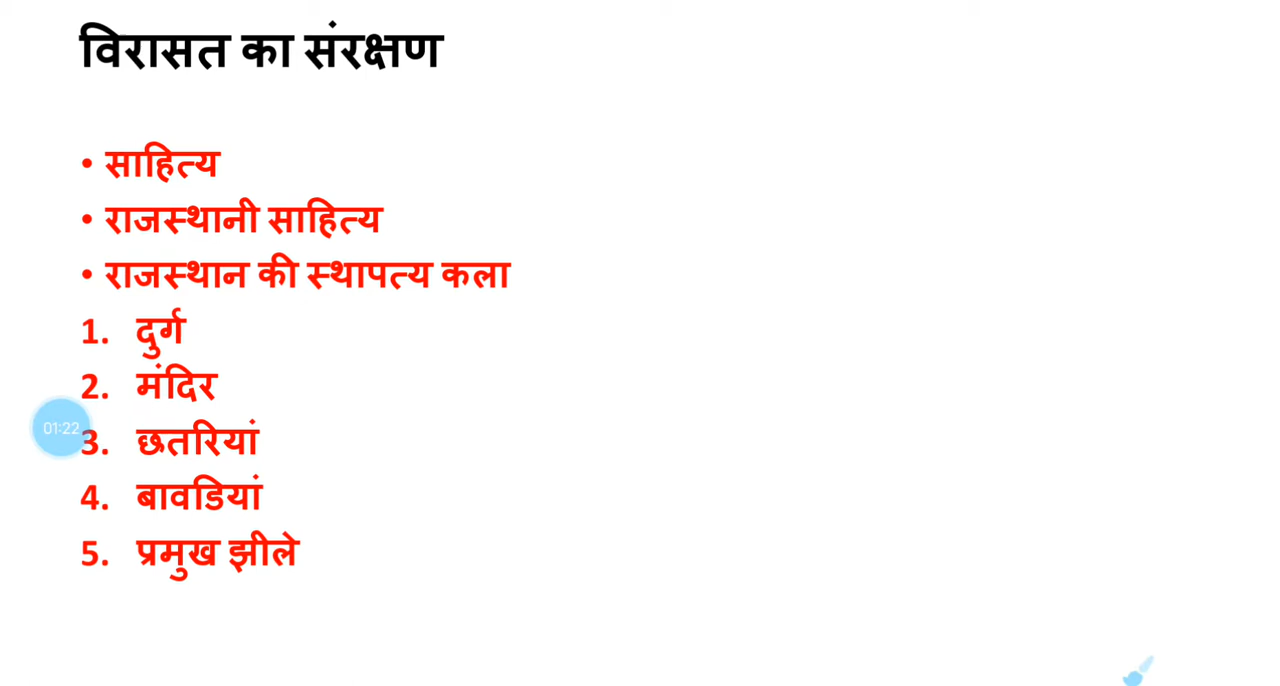 विरासत का संरक्षण
• साहित्य
• राजस्थानी साहित्य
• राजस्थान की स्थापत्य कला
1. दुर्ग
2. मंदिर
01:22
3. छतरियां
4. बावडियां
5. प्रमुख झीले